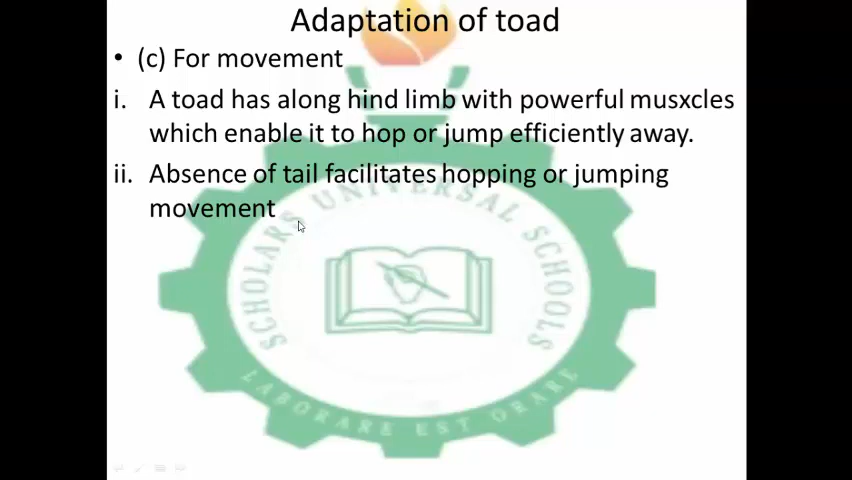 Adaptation of toad
• (c) For movement
i. A toad has along hind limb with powerful musxcles
which enable it to hop or jump efficiently away.
ii. Absence of tail facilitates hopping or jumping
movement
SCHOLARS UNIVERSAL SCHOOLS
LABORARE EST ORARE